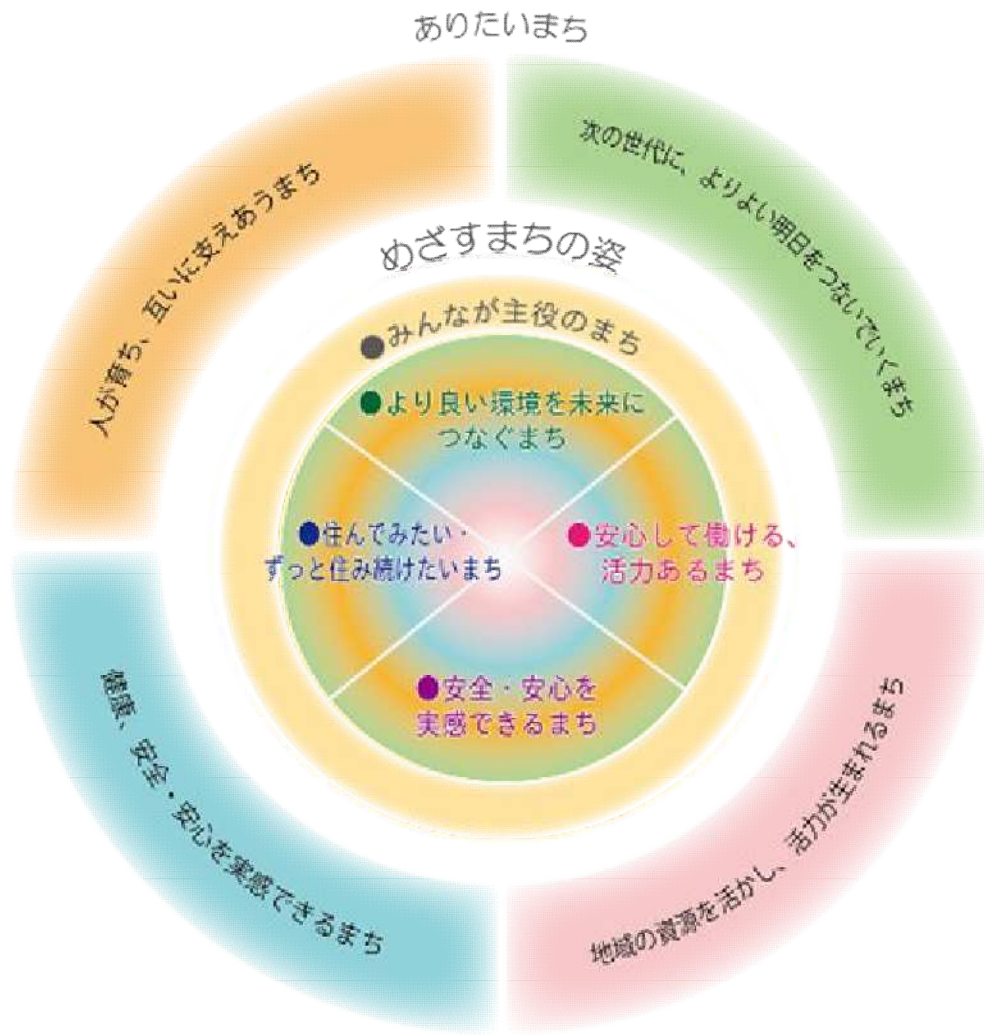 ありたいまち
人が育ち、互いに支えあうまち
次の世代に、よりよい明日をつないでいくまち
めざすまちの姿
●みんなが主役のまち
●より良い環境を未来に
つなぐまち
●住んでみたい・
ずっと住み続けたいまち
●安心して働ける、
活力あるまち
●安全・安心を
実感できるまち
健康、安全・安心を実感できるまち
地域の資源を活かし、活力が生まれるまち